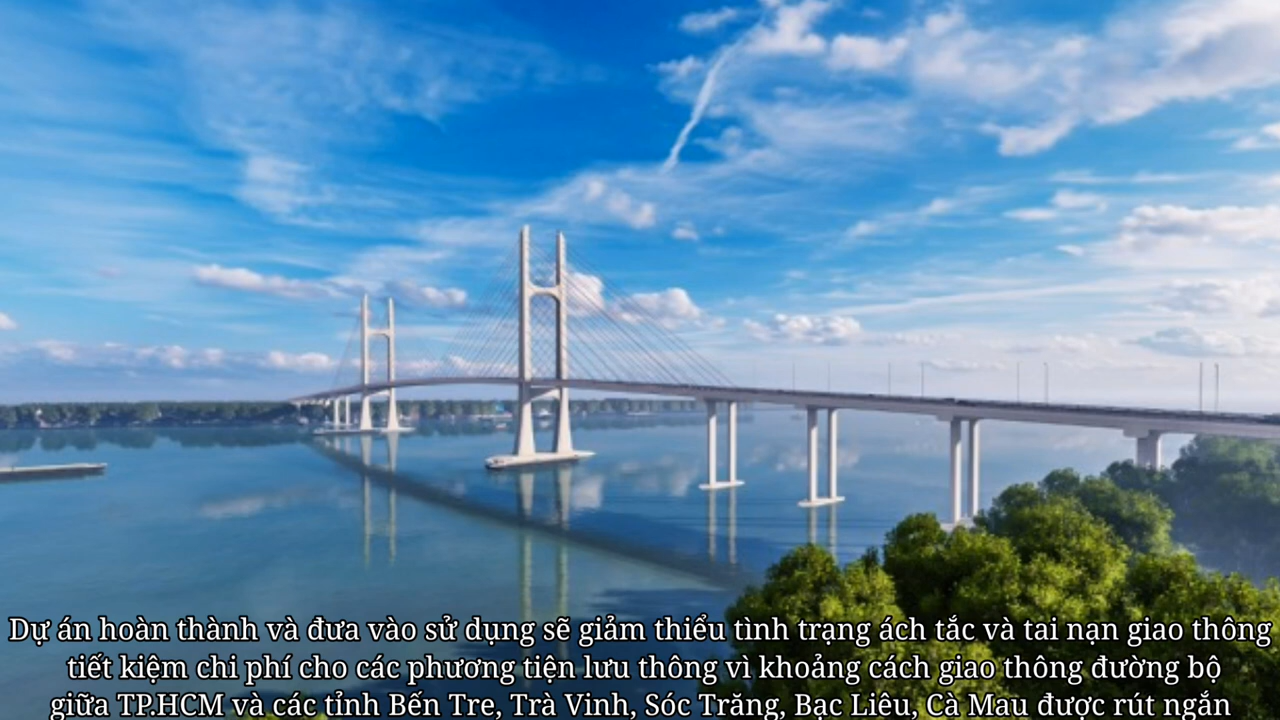 Dự án hoàn thành và đưa vào sử dụng sẽ giảm thiểu tình trạng ách tắc và tai nạn giao thông
tiết kiệm chi phí cho các phương tiện lưu thông vì khoảng cách giao thông đường bộ
giữa TP.HCM và các tỉnh Bến Tre, Trà Vinh, Sóc Trăng, Bạc Liêu, Cà Mau được rút ngắn